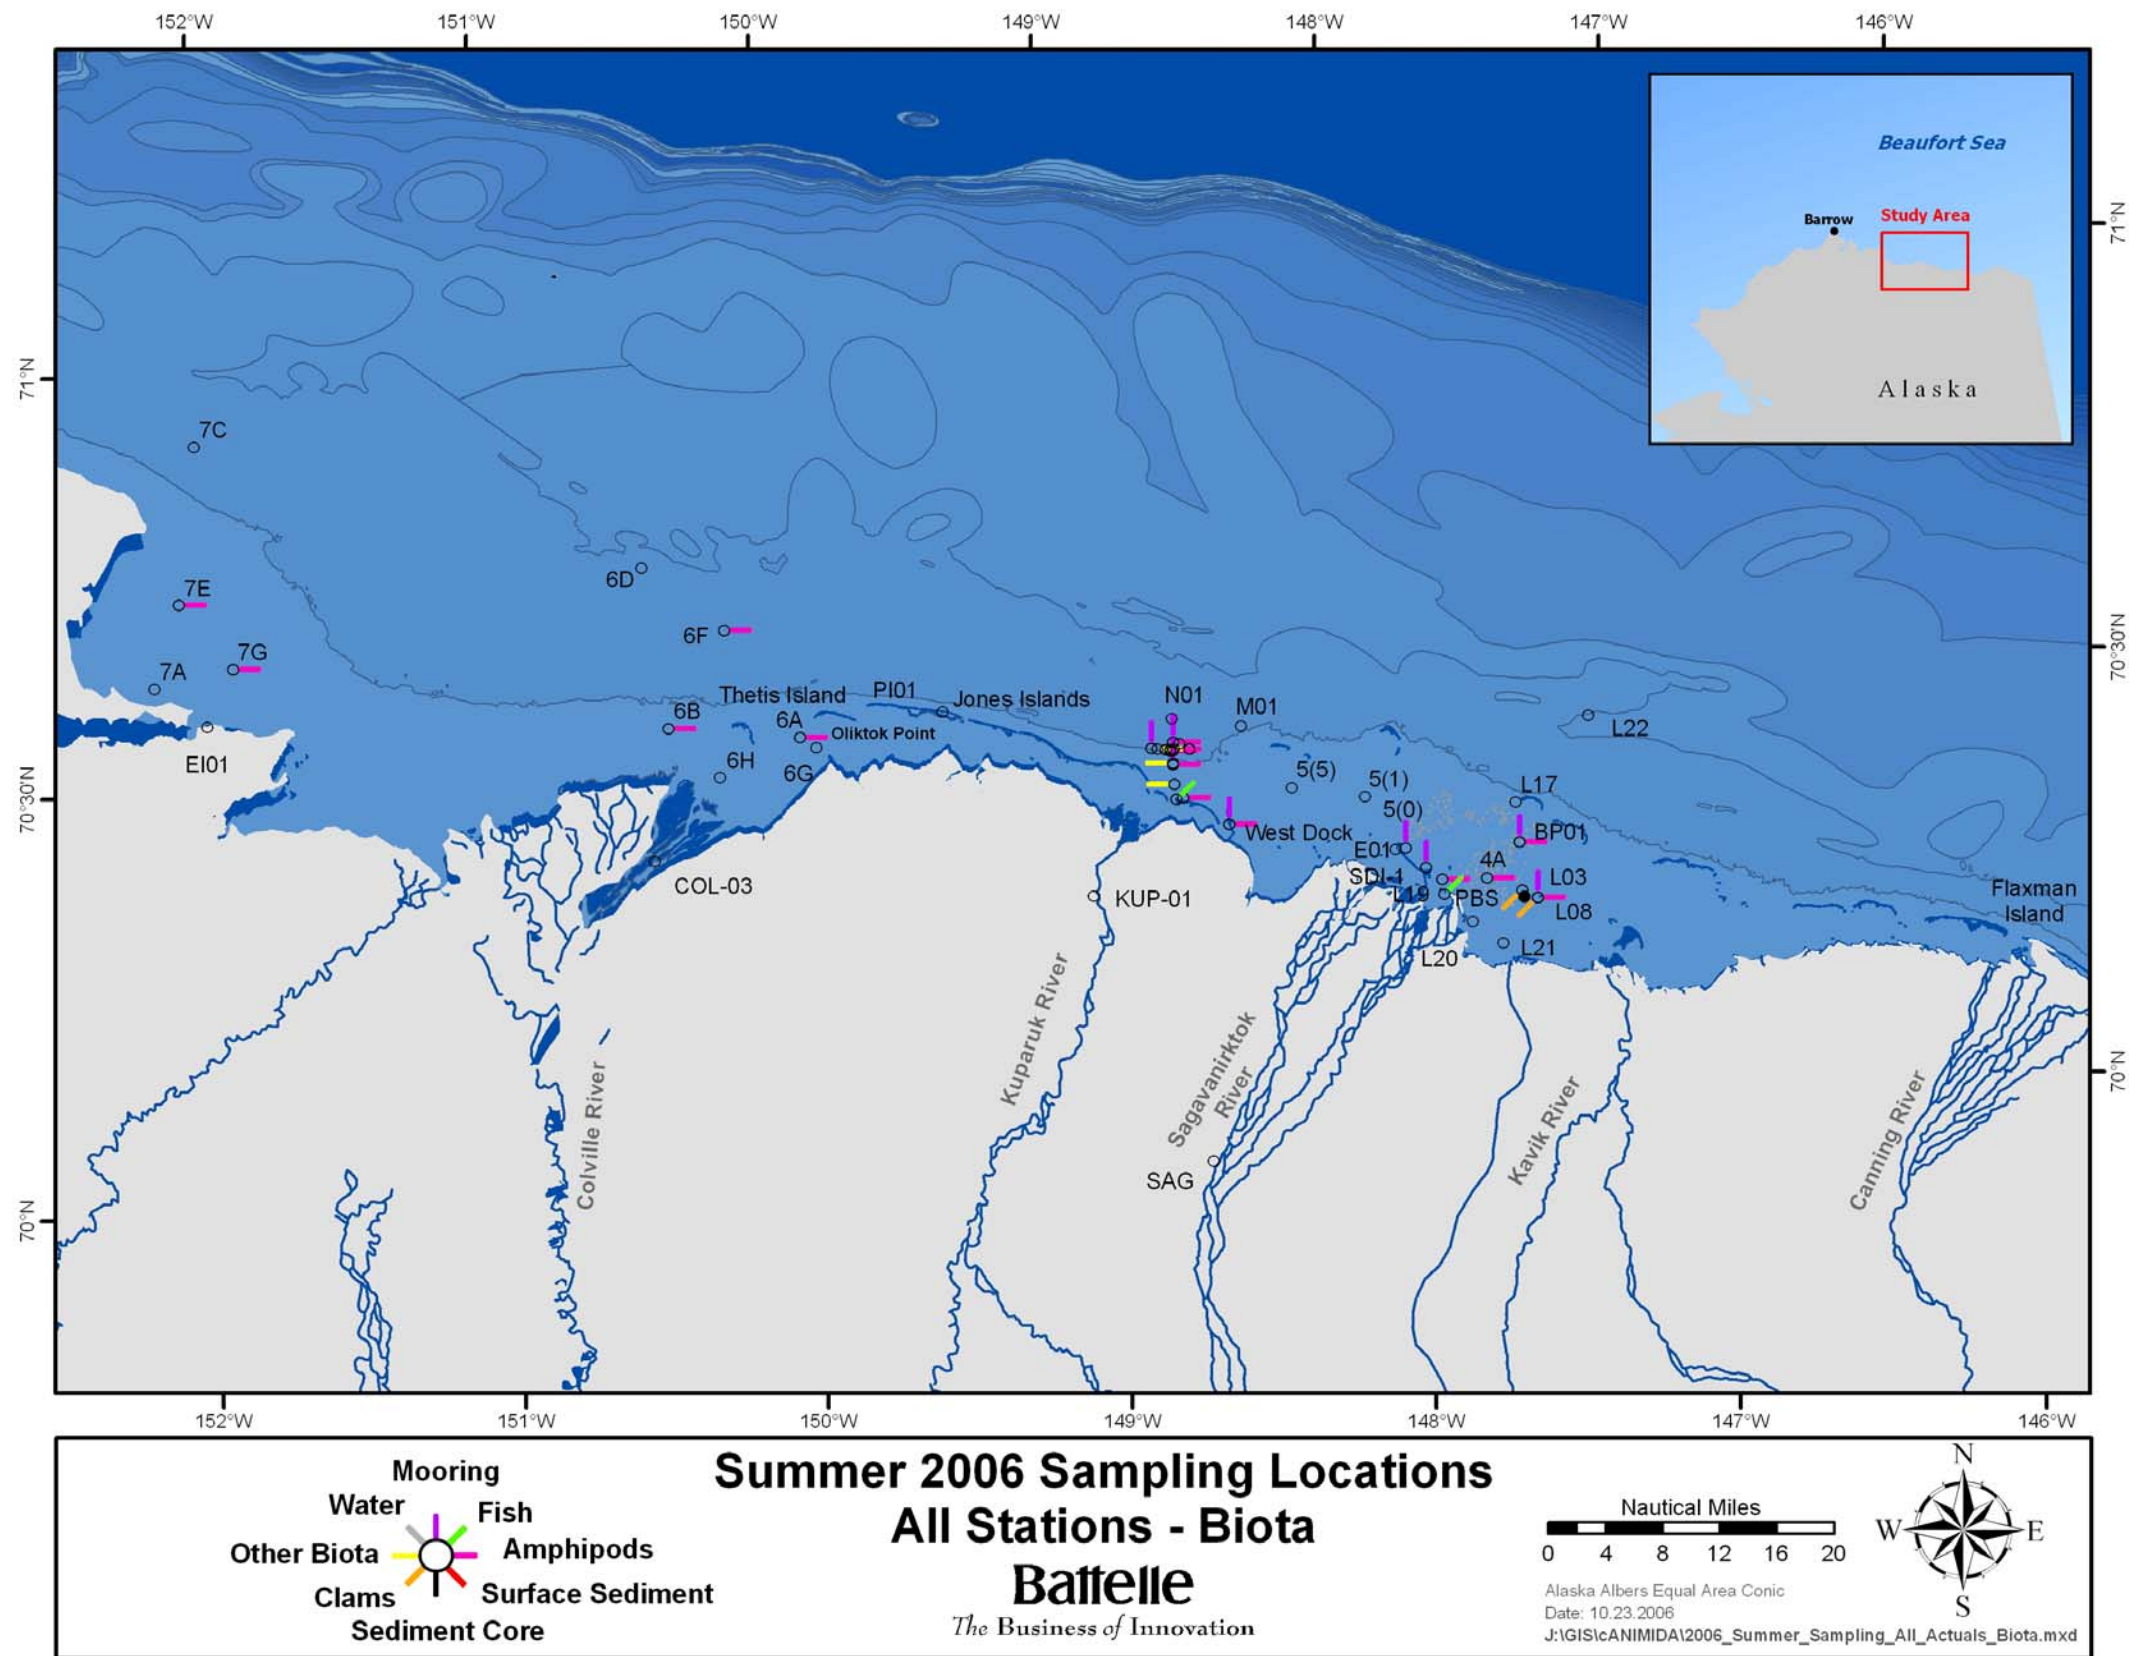 152°W 151°W 150°W 149°W 148°W 147°W 146°W
Beaufort Sea
Barrow
Study Area
Alaska
71°N
71°N
7C
7E
6D
6F
70°30'N
7G
7A
Thetis Island
PI01
Jones Islands
N01
M01
6B
6A
Oliktok Point
L22
EI01
6H
6G
5(5)
5(1)
L17
70°30'N
5(0)
West Dock
BP01
E01
4A
SDI-1
L03
COL-03
KUP-01
L19
PBS
L08
Flaxman
Island
L20
L21
Colville River
Kuparuk River
Sagavanirktok
River
Kavik River
Canning River
70°N
SAG
70°N
152°W 151°W 150°W 149°W 148°W 147°W 146°W
Mooring
Water
Fish
Other Biota
Amphipods
Clams
Surface Sediment
Sediment Core
Summer 2006 Sampling Locations
All Stations - Biota
Battelle
The Business of Innovation
Nautical Miles
0 4 8 12 16 20
Alaska Albers Equal Area Conic
Date: 10.23.2006
J:\GIS\cANIMIDA\2006_Summer_Sampling_All_Actuals_Biota.mxd
N
W
E
S